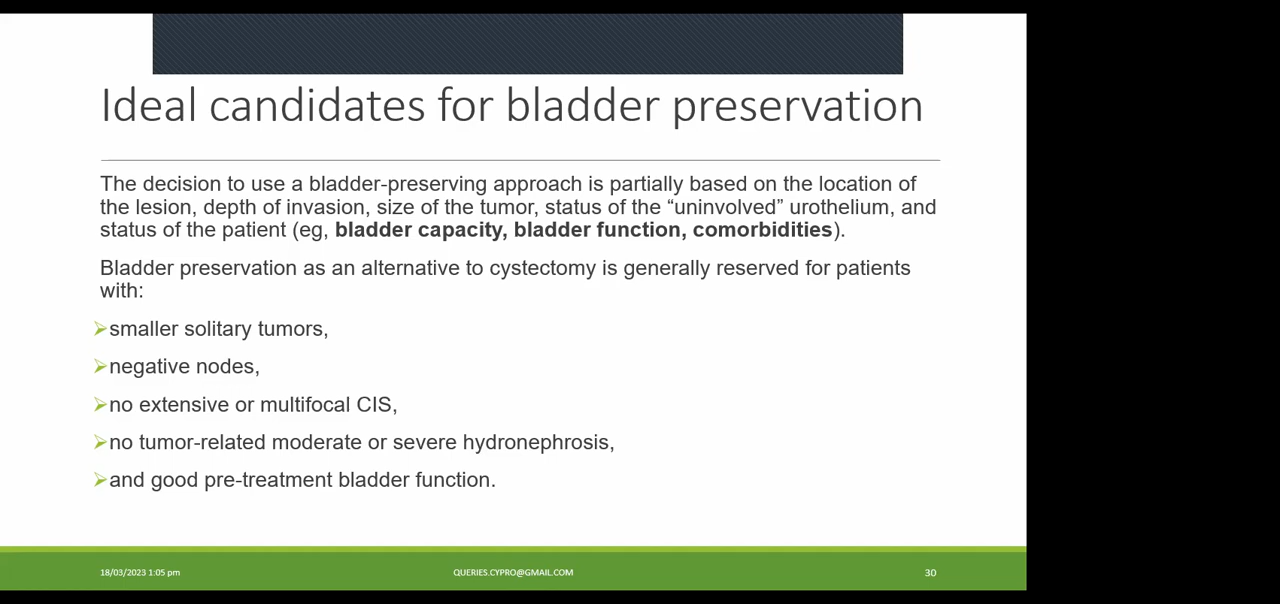 Ideal candidates for bladder preservation
The decision to use a bladder-preserving approach is partially based on the location of
the lesion, depth of invasion, size of the tumor, status of the “uninvolved” urothelium, and
status of the patient (eg, bladder capacity, bladder function, comorbidities).
Bladder preservation as an alternative to cystectomy is generally reserved for patients
with:
➢smaller solitary tumors,
➢negative nodes,
➢no extensive or multifocal CIS,
➢no tumor-related moderate or severe hydronephrosis,
➢and good pre-treatment bladder function.
18/03/2023 1:05 pm
QUERIES.CYPRO@GMAIL.COM
30